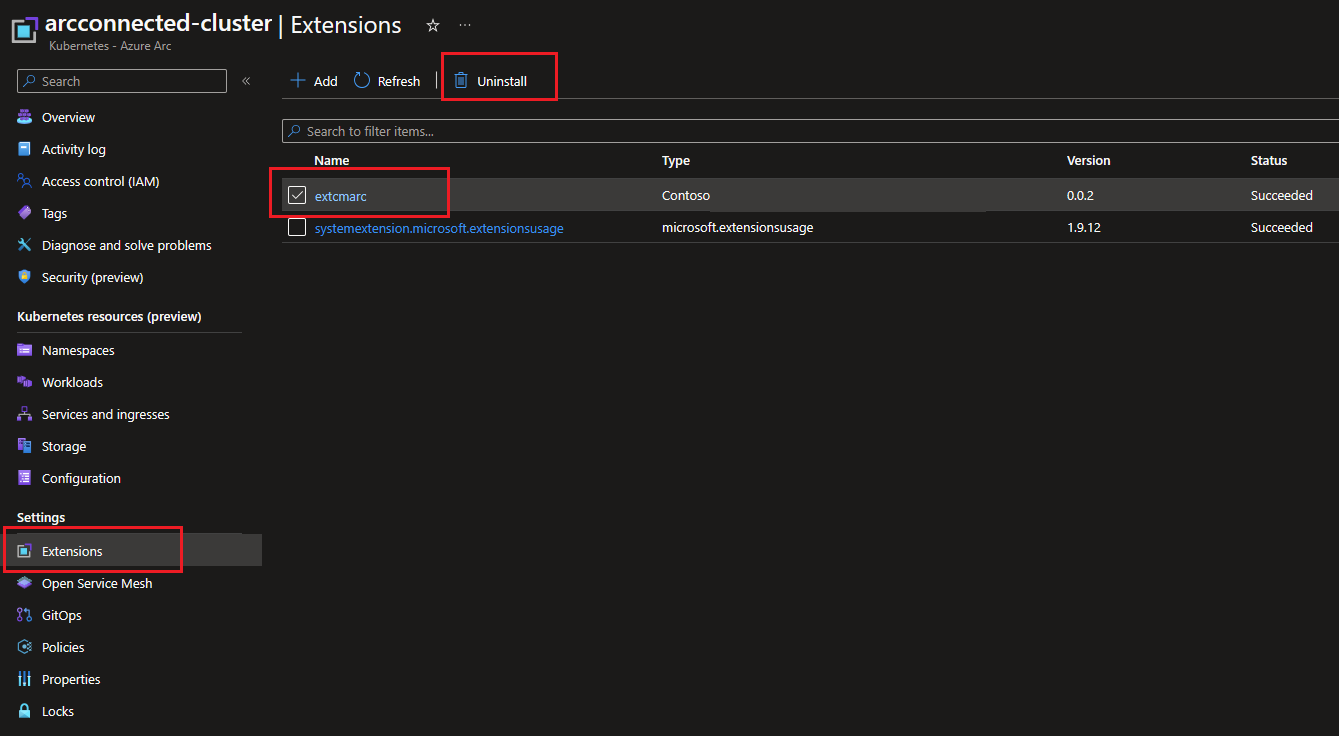 arcconnected-cluster | Extensions ☆ ···
Kubernetes - Azure Arc
Search «
Overview
Activity log
Access control (IAM)
Tags
Diagnose and solve problems
Security (preview)
Kubernetes resources (preview)
Namespaces
Workloads
Services and ingresses
Storage
Configuration
Settings
Extensions
Open Service Mesh
GitOps
Policies
Properties
Locks
+ Add Refresh | Uninstall
Search to filter items...
Name Type Version Status
extcmarc Contoso 0.0.2 Succeeded
systemextension.microsoft.extensionsusage microsoft.extensionsusage 1.9.12 Succeeded